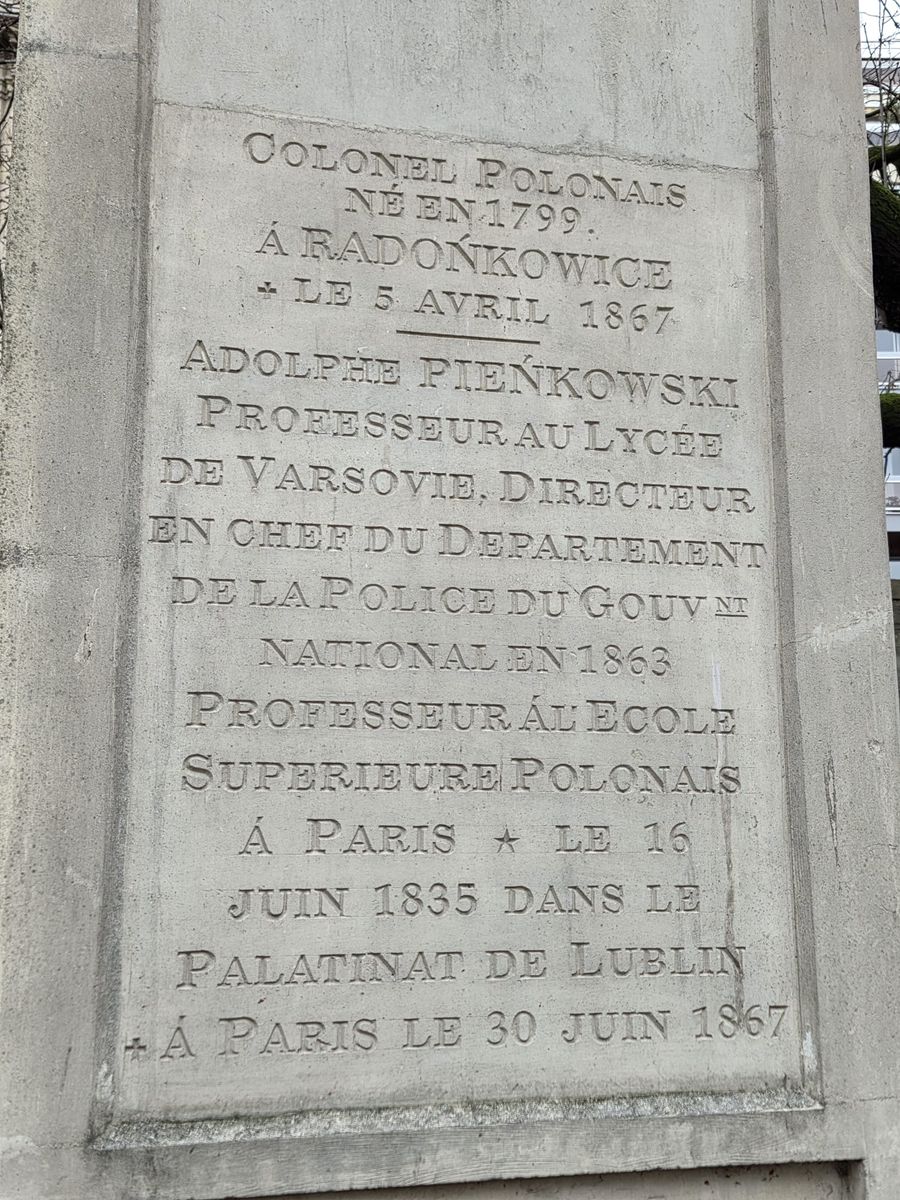 COLONEL POLONAIS
NÉ EN 1799.
Á RADOŃKOWICE
+ LE 5 AVRIL 1867
ADOLPHE PIEŃKOWSKI
PROFESSEUR AU LYCÉE
DE VARSOVIE, DIRECTEUR
EN CHEF DU DEPARTEMENT
DE LA POLICE DU GOUV NT
NATIONAL EN 1863
PROFESSEUR Á L'ECOLE
SUPERIEURE POLONAIS
Á PARIS ★ LE 16
JUIN 1835 DANS LE
PALATINAT DE LUBLIN
+ Á PARIS LE 30 JUIN 1867